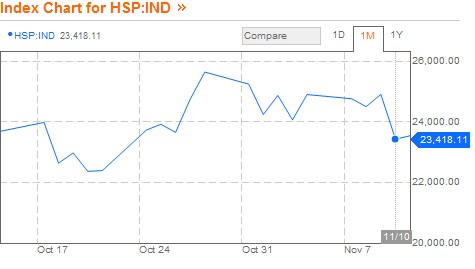 Index Chart for HSP:IND »
HSP:IND 23,418.11
Compare
1D 1M 1Y
26,000.00
24,000.00
23,418.11
22,000.00
20,000.00
11/10
Oct 17 Oct 24 Oct 31 Nov 7